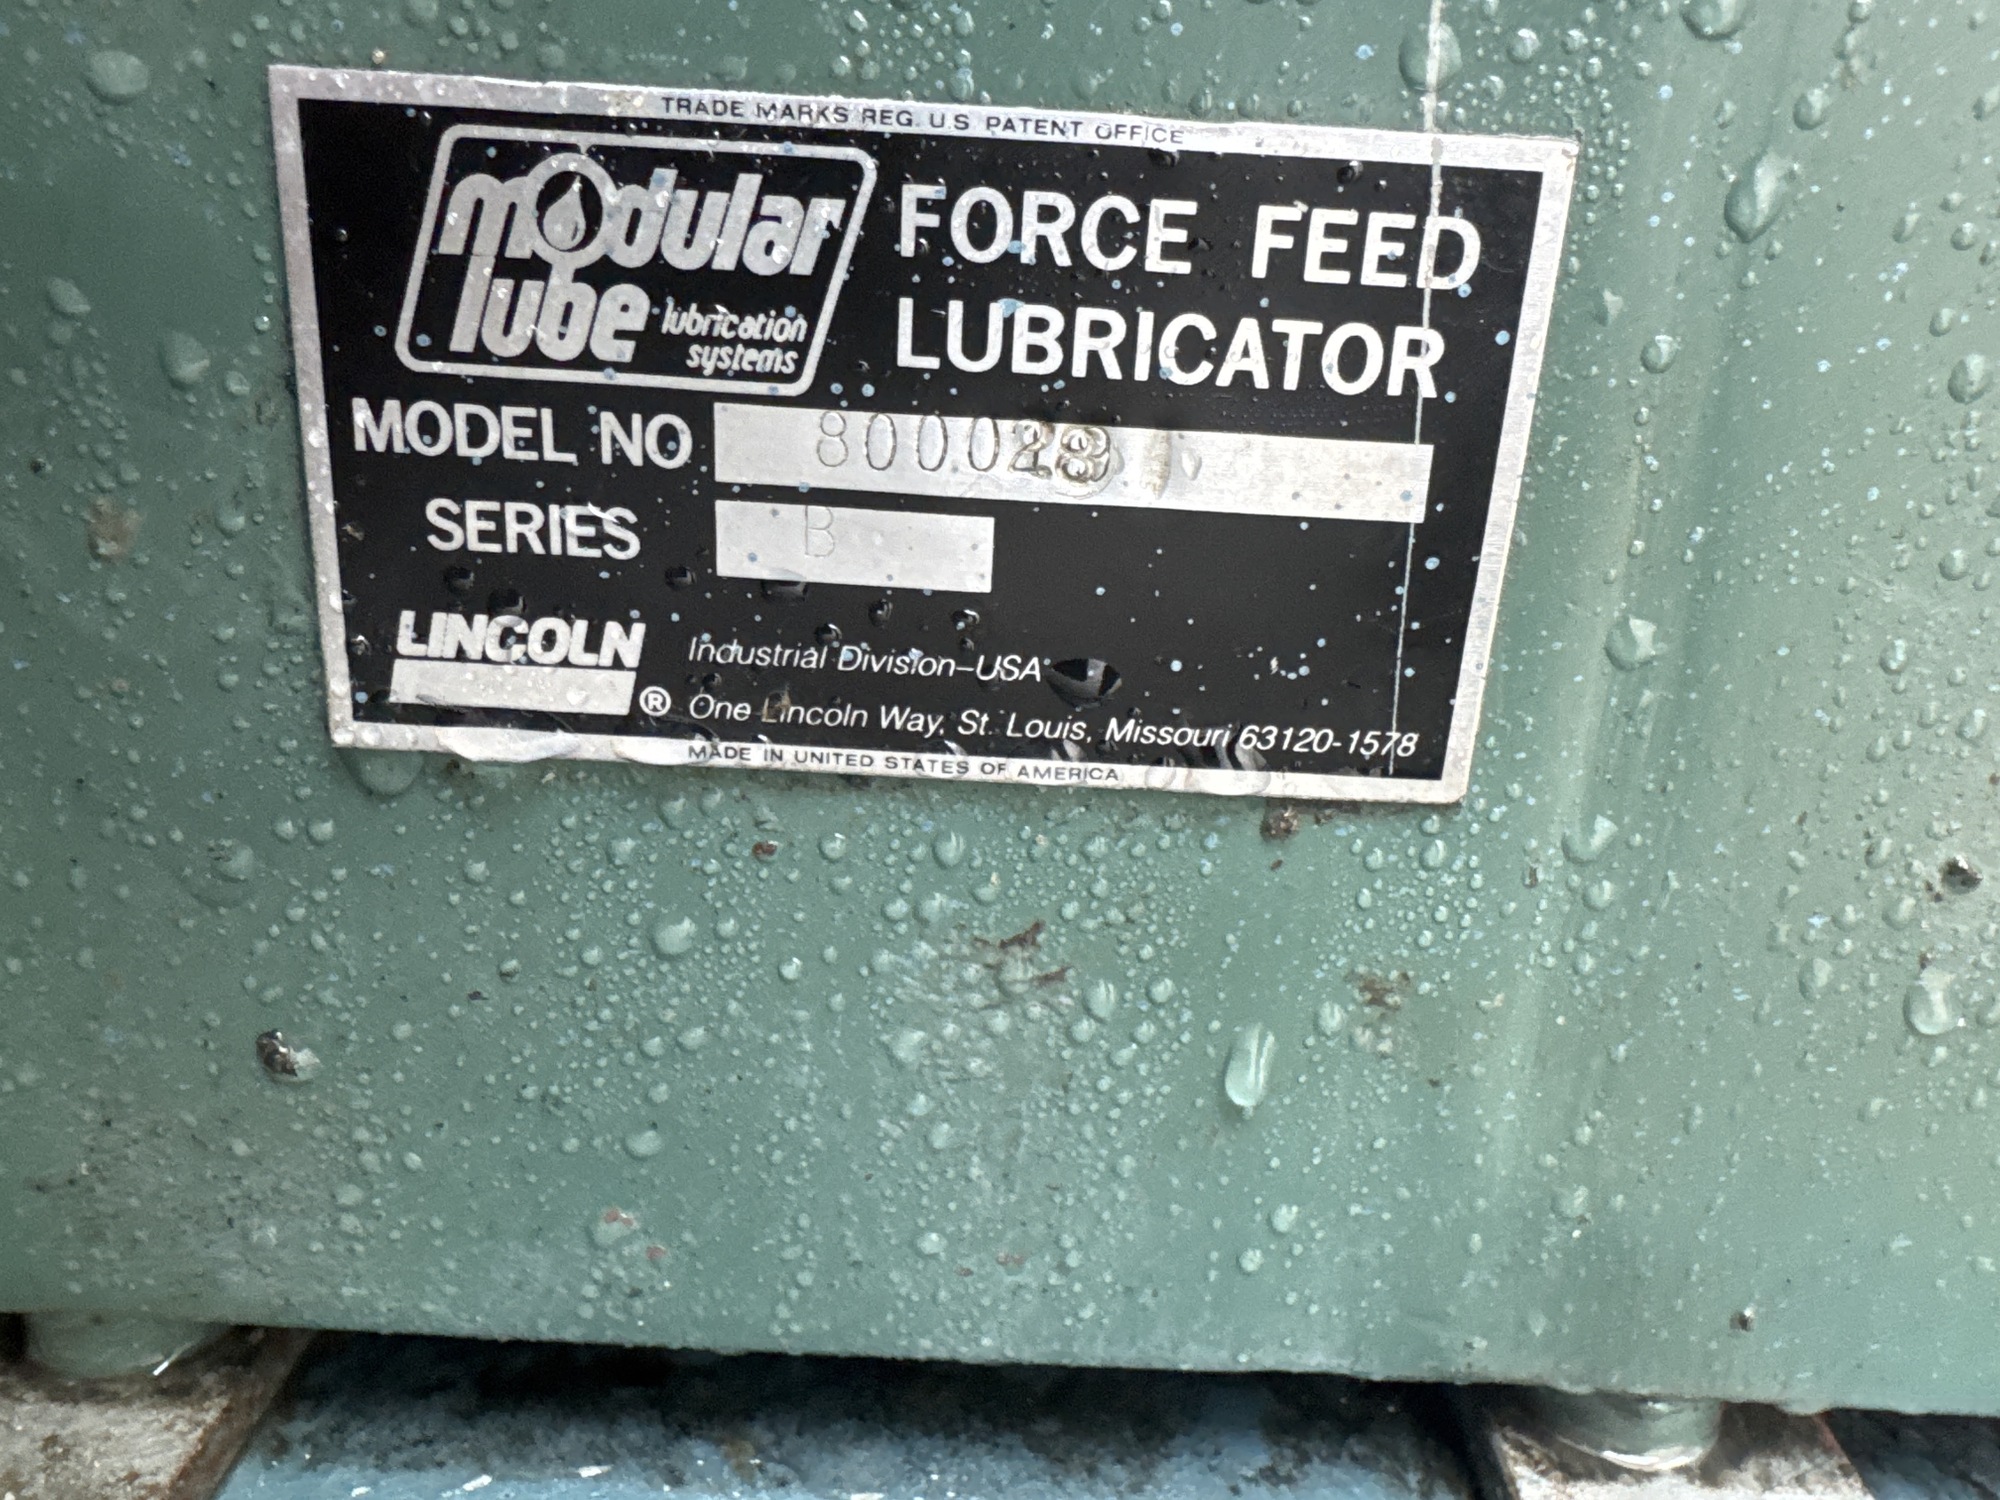 TRADE MARKS REG. U.S. PATENT OFFICE
modular
lube lubrication
systems
FORCE FEED
LUBRICATOR
MODEL NO
SERIES B
LINCOLN ® Industrial Division–USA
One Lincoln Way, St. Louis, Missouri 63120-1578
MADE IN UNITED STATES OF AMERICA